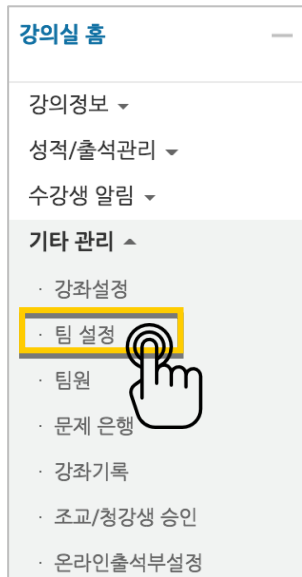 강의실 홈
강의정보
성적/출석관리
수강생 알림
기타 관리
· 강좌설정
· 팀 설정
· 팀원
· 문제 은행
· 강좌기록
· 조교/청강생 승인
· 온라인출석부설정